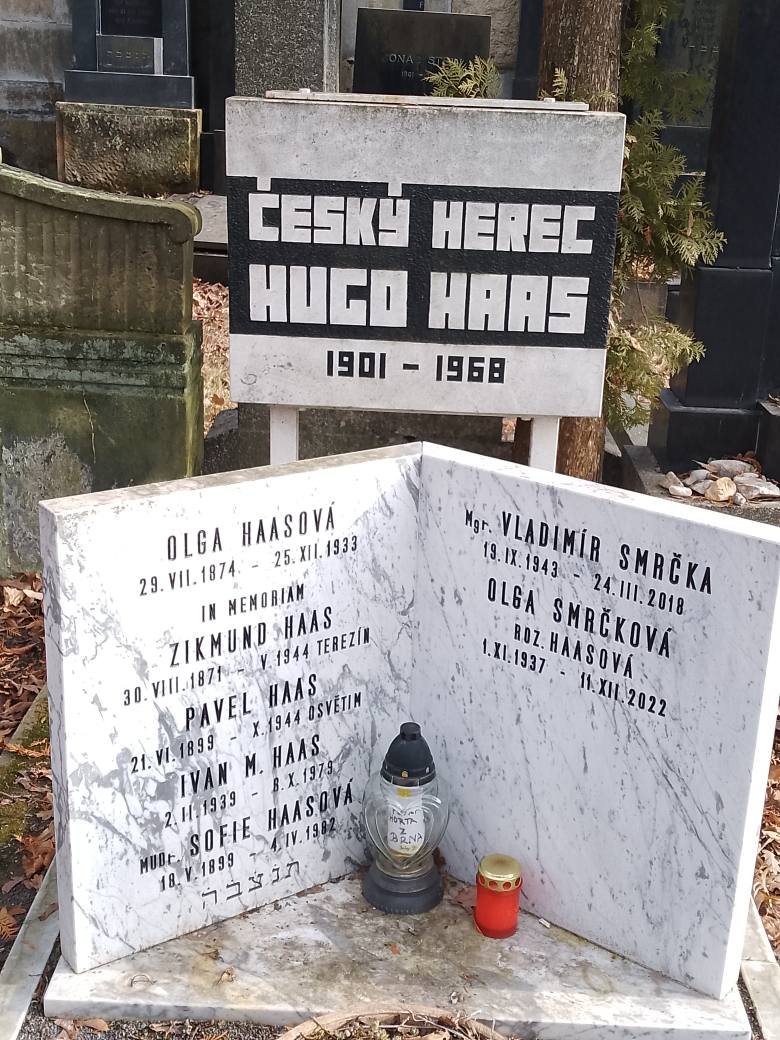 ČESKÝ HEREC
HUGO HAAS
1901 – 1968
OLGA HAASOVÁ
29.VII.1874. – 25.XII.1933
IN MEMORIAM
ZIKMUND HAAS
30.VIII.1871 – V.1944 TEREZÍN
PAVEL HAAS
21.VI.1899 – X.1944 OSVĚTIM
IVAN M. HAAS
2.II.1939 – 8.X.1979
MUDr. SOFIE HAASOVÁ
18.V.1899 – 4.IV.1982
תנצבה
Mgr. VLADIMÍR SMRČKA
19.IX.1943 – 24.III.2018
OLGA SMRČKOVÁ
ROZ. HAASOVÁ
1.XI.1937 – 11.XII.2022
Z
BRNA